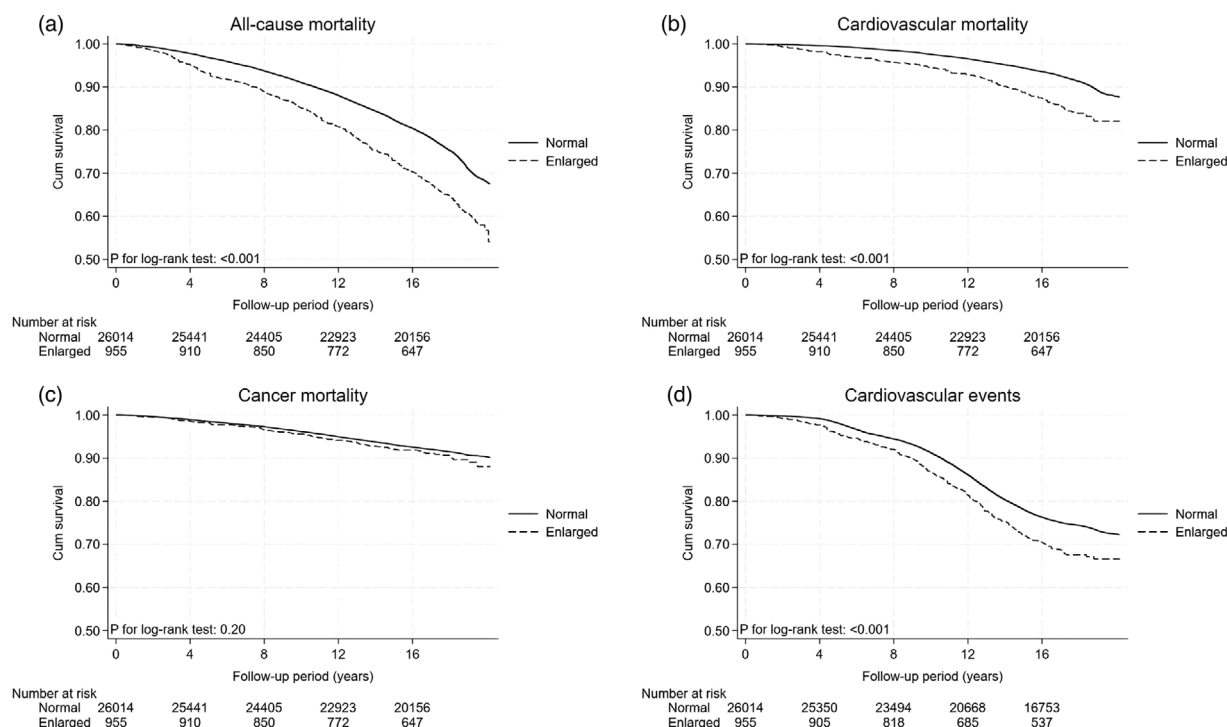 (a)
All-cause mortality
1.00
0.90
0.80
0.70
0.60
0.50
Cum survival
Normal
Enlarged
P for log-rank test: <0.001
0 4 8 12 16
Follow-up period (years)
Number at risk
Normal 26014 25441 24405 22923 20156
Enlarged 955 910 850 772 647
(b)
Cardiovascular mortality
1.00
0.90
0.80
0.70
0.60
0.50
Cum survival
Normal
Enlarged
P for log-rank test: <0.001
0 4 8 12 16
Follow-up period (years)
Number at risk
Normal 26014 25441 24405 22923 20156
Enlarged 955 910 850 772 647
(c)
Cancer mortality
1.00
0.90
0.80
0.70
0.60
0.50
Cum survival
Normal
Enlarged
P for log-rank test: 0.20
0 4 8 12 16
Follow-up period (years)
Number at risk
Normal 26014 25441 24405 22923 20156
Enlarged 955 910 850 772 647
(d)
Cardiovascular events
1.00
0.90
0.80
0.70
0.60
0.50
Cum survival
Normal
Enlarged
P for log-rank test: <0.001
0 4 8 12 16
Follow-up period (years)
Number at risk
Normal 26014 25350 23494 20668 16753
Enlarged 955 905 818 685 537